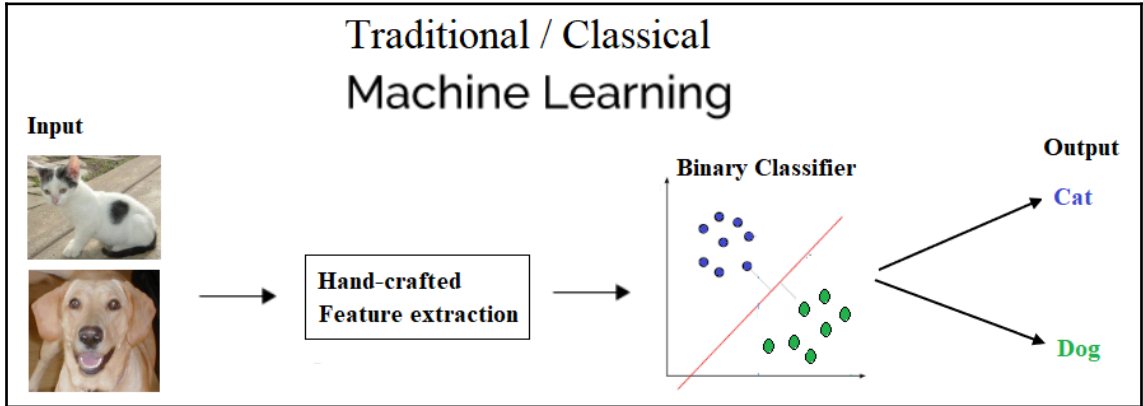 Traditional / Classical
Machine Learning
Input
Hand-crafted
Feature extraction
Binary Classifier
Output
Cat
Dog